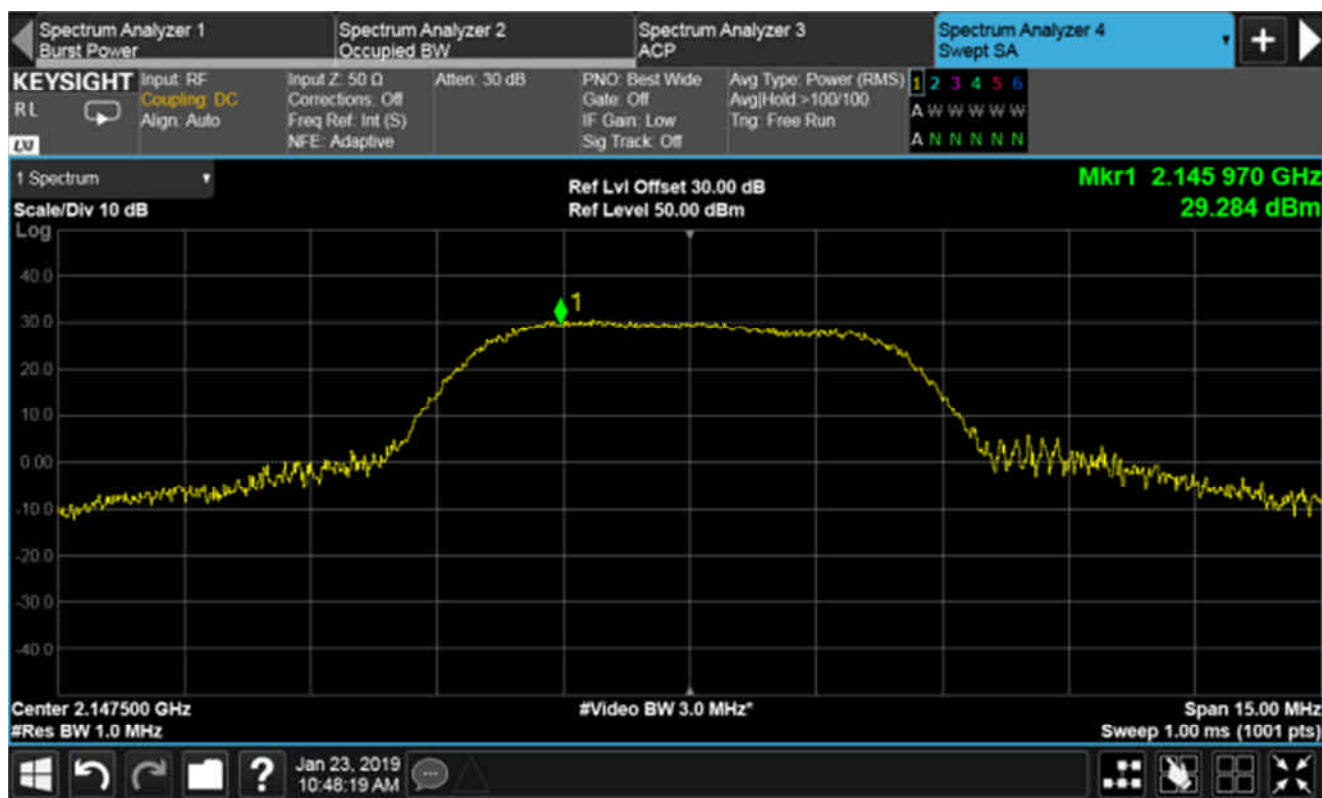 Spectrum Analyzer 1
Burst Power
Spectrum Analyzer 2
Occupied BW
Spectrum Analyzer 3
ACP
Spectrum Analyzer 4
Swept SA
KEYSIGHT
RL
Input: RF
Coupling: DC
Align: Auto
Input Z: 50 Ω
Corrections: Off
Freq Ref: Int (S)
NFE: Adaptive
Atten: 30 dB
PNO: Best Wide
Gate: Off
IF Gain: Low
Sig Track: Off
Avg Type: Power (RMS)
Avg|Hold:>100/100
Trig: Free Run
1 2 3 4 5 6
A W W W W W
A N N N N N
1 Spectrum
Scale/Div 10 dB
Ref Lvl Offset 30.00 dB
Ref Level 50.00 dBm
Mkr1 2.145 970 GHz
29.284 dBm
Log
40.0
30.0
20.0
10.0
0.00
-10.0
-20.0
-30.0
-40.0
1
Center 2.147500 GHz
#Res BW 1.0 MHz
#Video BW 3.0 MHz*
Span 15.00 MHz
Sweep 1.00 ms (1001 pts)
Jan 23, 2019
10:48:19 AM